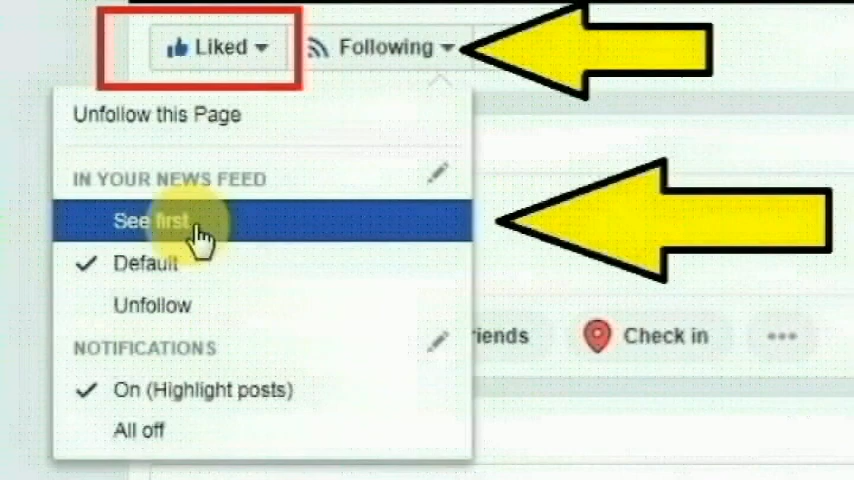 Liked Following
Unfollow this Page
IN YOUR NEWS FEED
See first
Default
Unfollow
riends Check in
NOTIFICATIONS
On (Highlight posts)
All off